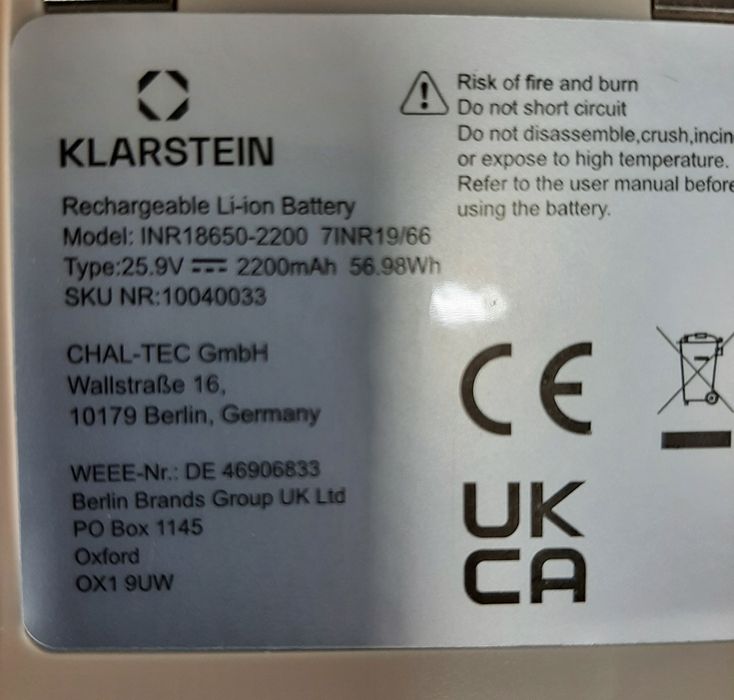 KLARSTEIN
Rechargeable Li-ion Battery
Model: INR18650-2200 7INR19/66
Type:25.9V ⎓ 2200mAh 56.98Wh
SKU NR:10040033
CHAL-TEC GmbH
Wallstraße 16,
10179 Berlin, Germany
WEEE-Nr.: DE 46906833
Berlin Brands Group UK Ltd
PO Box 1145
Oxford
OX1 9UW
Risk of fire and burn
Do not short circuit
Do not disassemble,crush,incin
or expose to high temperature.
Refer to the user manual before
using the battery.
CE
UK
CA